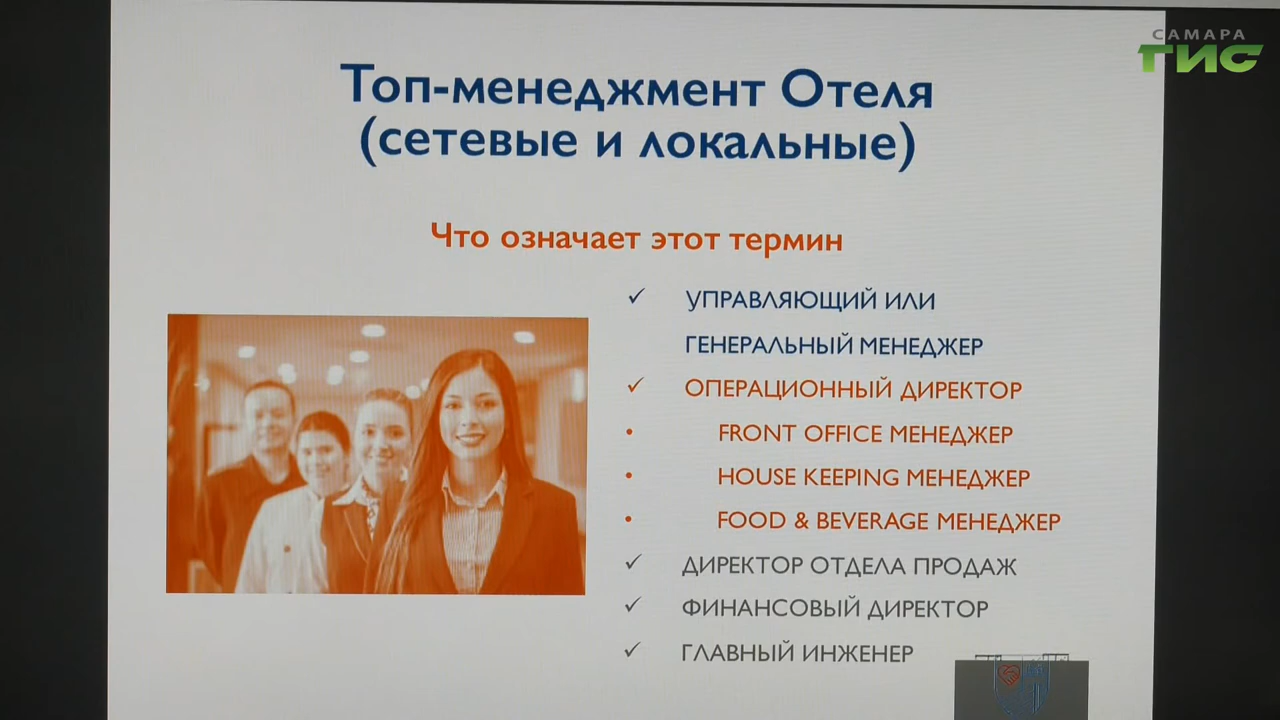 САМАРА
ГИС
Топ-менеджмент Отеля
(сетевые и локальные)
Что означает этот термин
УПРАВЛЯЮЩИЙ ИЛИ
ГЕНЕРАЛЬНЫЙ МЕНЕДЖЕР
ОПЕРАЦИОННЫЙ ДИРЕКТОР
FRONT OFFICE МЕНЕДЖЕР
HOUSE KEEPING МЕНЕДЖЕР
FOOD & BEVERAGE МЕНЕДЖЕР
ДИРЕКТОР ОТДЕЛА ПРОДАЖ
ФИНАНСОВЫЙ ДИРЕКТОР
ГЛАВНЫЙ ИНЖЕНЕР